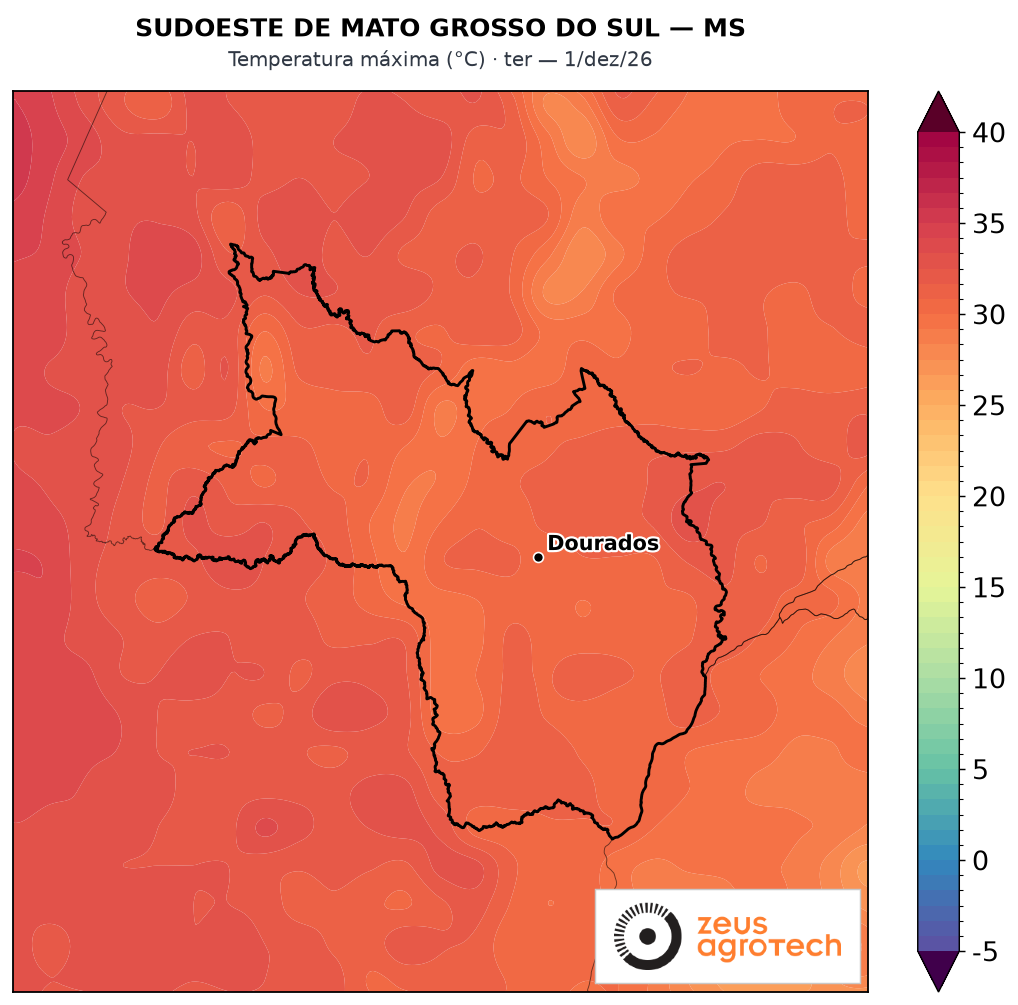 SUDOESTE DE MATO GROSSO DO SUL — MS
Temperatura máxima (°C) · ter — 1/dez/26
40
35
30
25
20
15
10
5
0
-5
Dourados
zeus
agrotech